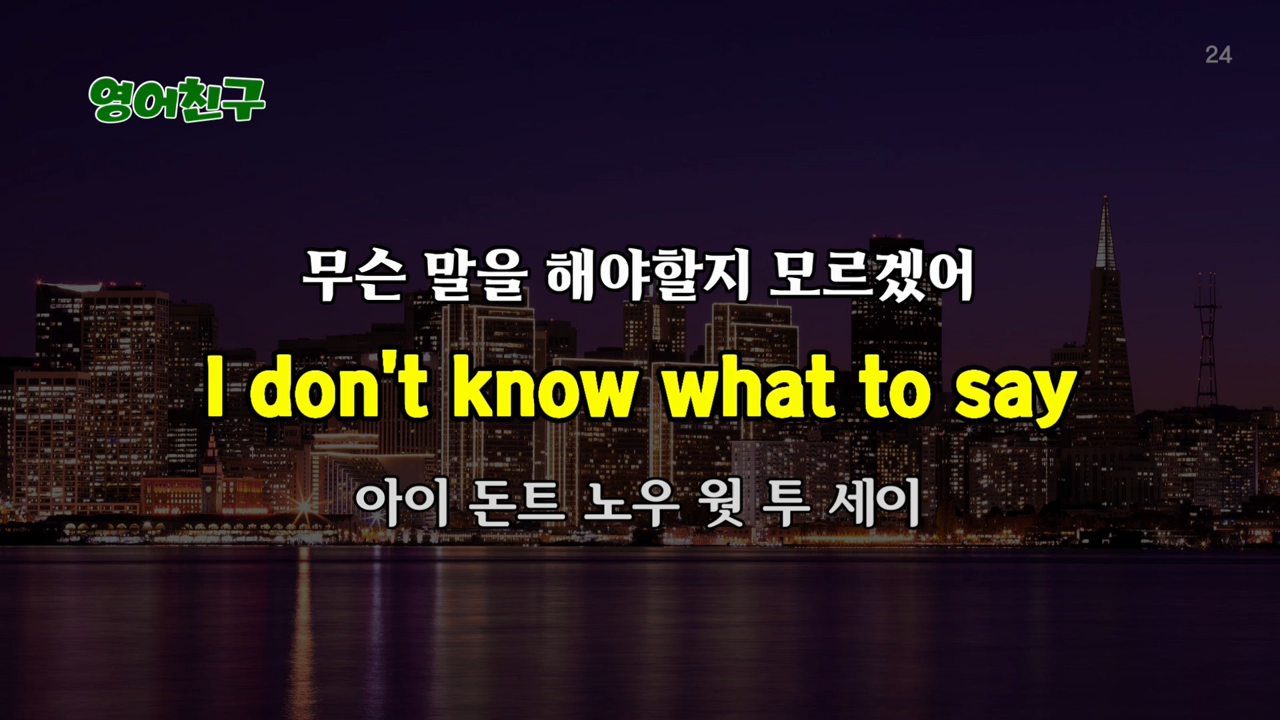 24
영어친구
무슨 말을 해야할지 모르겠어
I don't know what to say
아이 돈트 노우 웟 투 세이